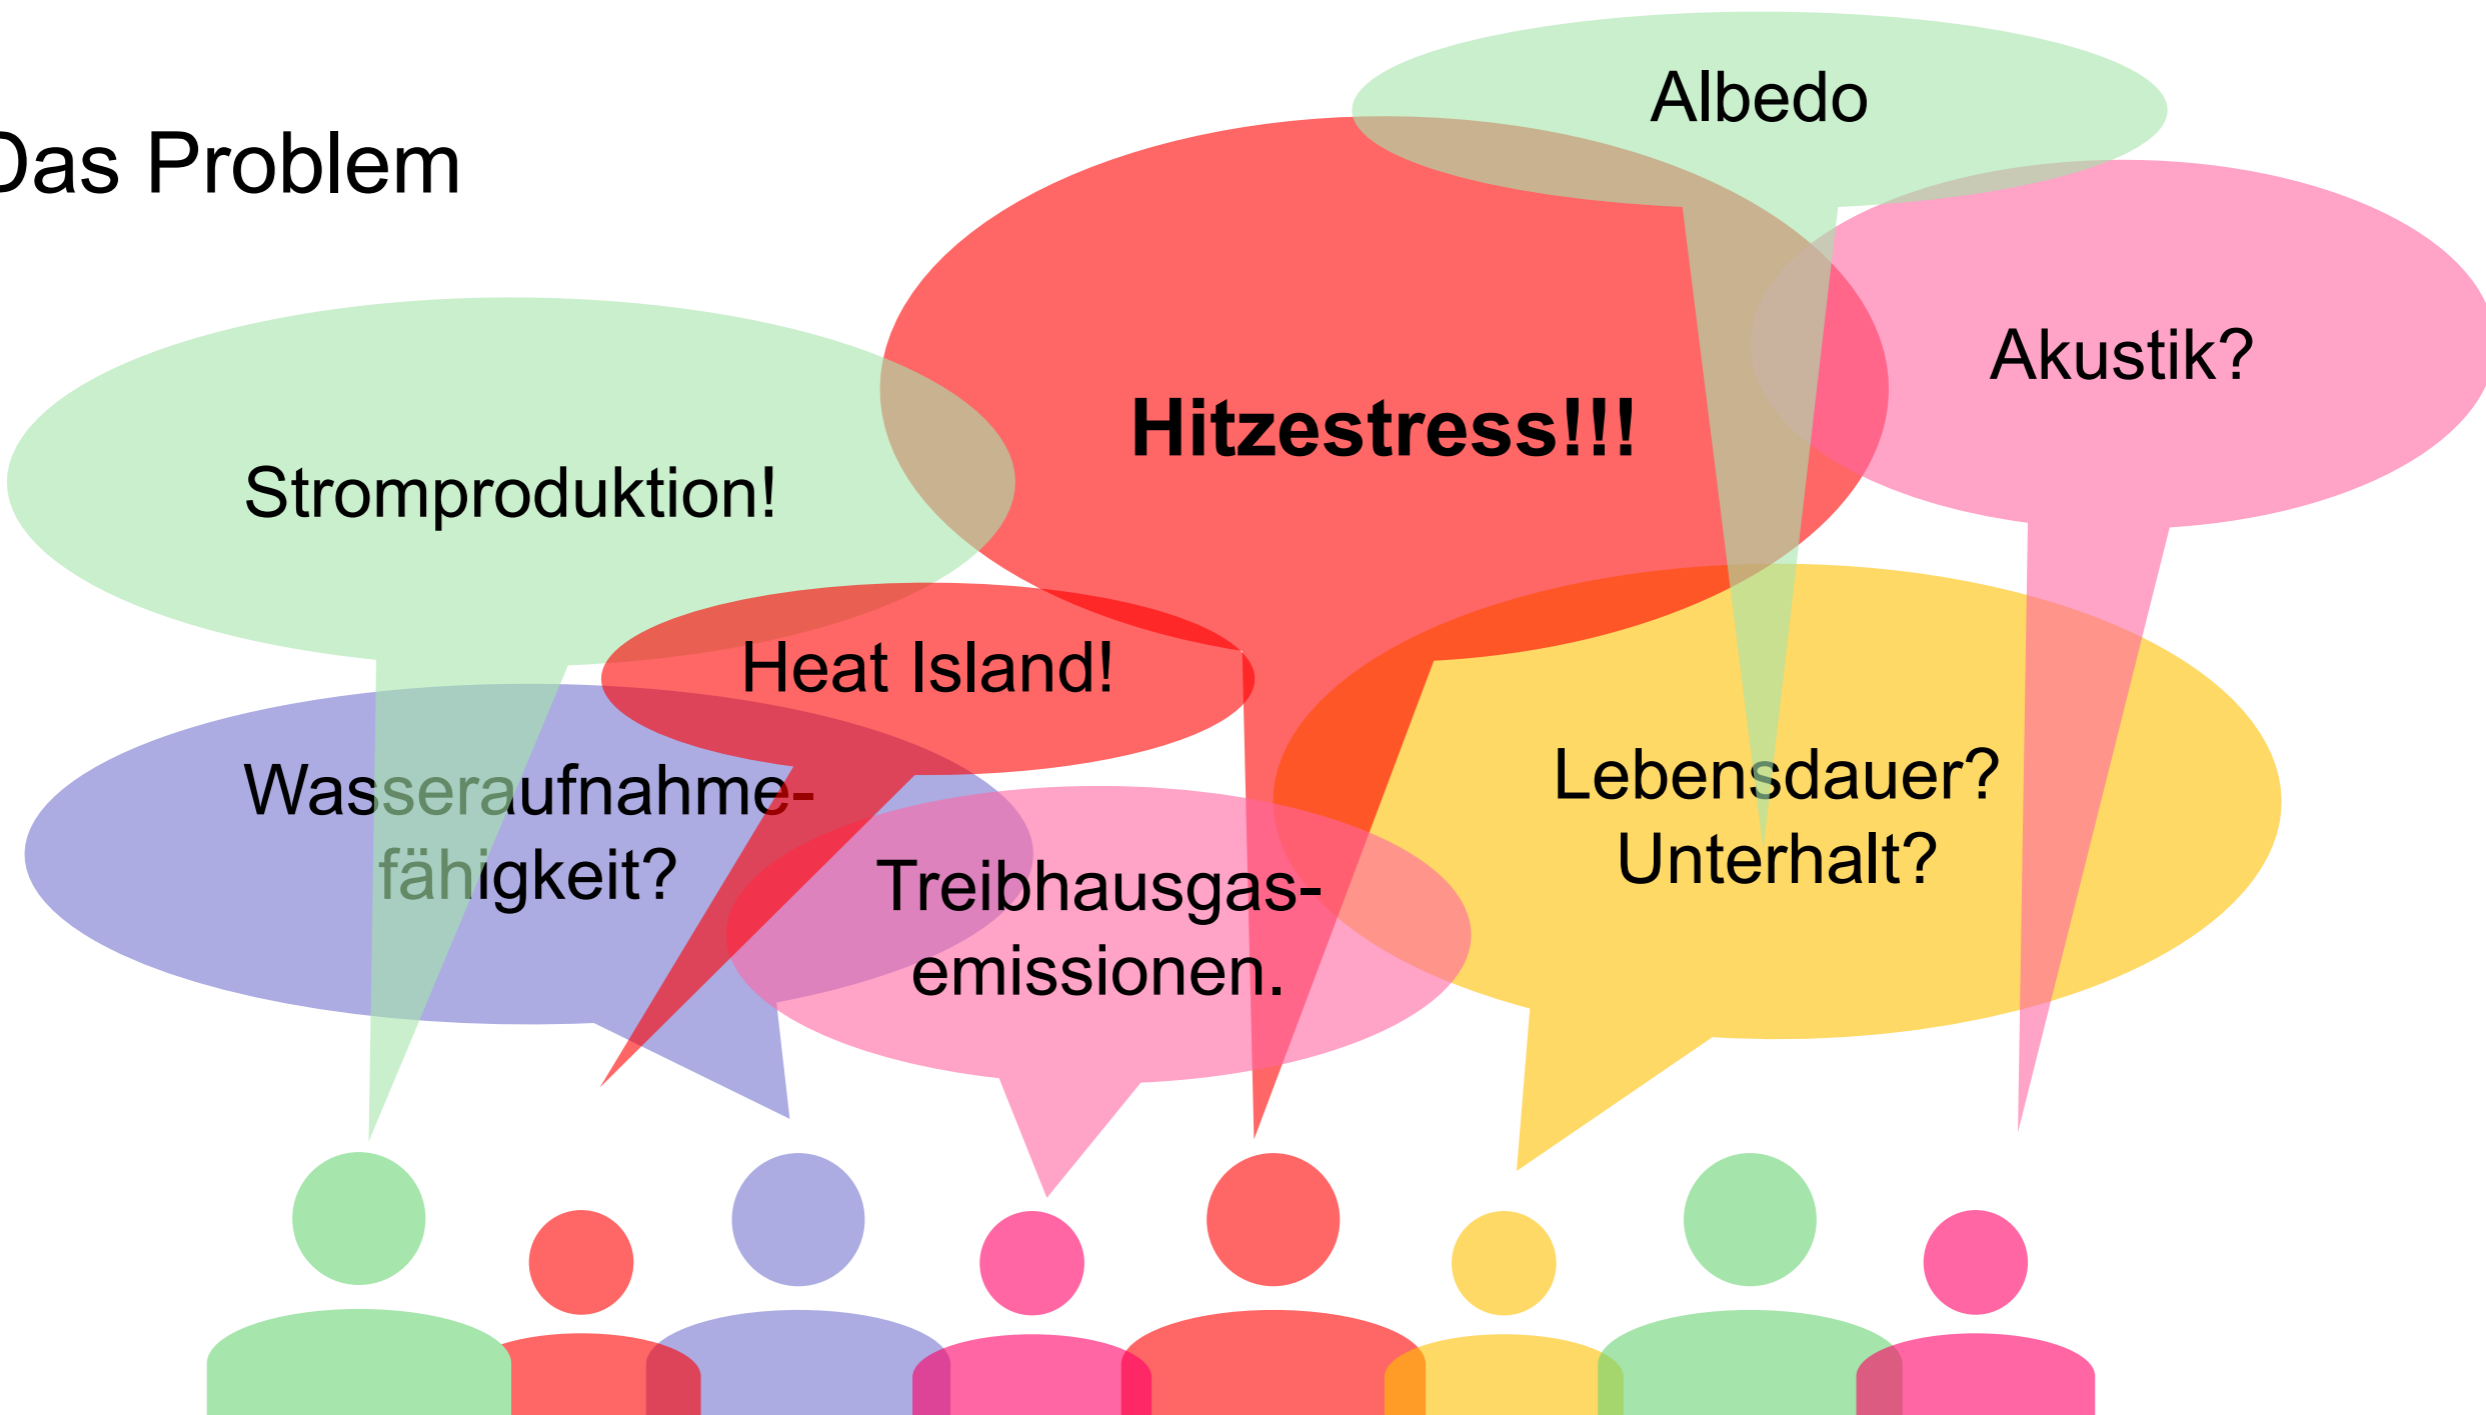 Das Problem
Albedo
Akustik?
Hitzestress!!!
Stromproduktion!
Heat Island!
Wasseraufnahme-
fähigkeit?
Lebensdauer?
Unterhalt?
Treibhausgas-
emissionen.